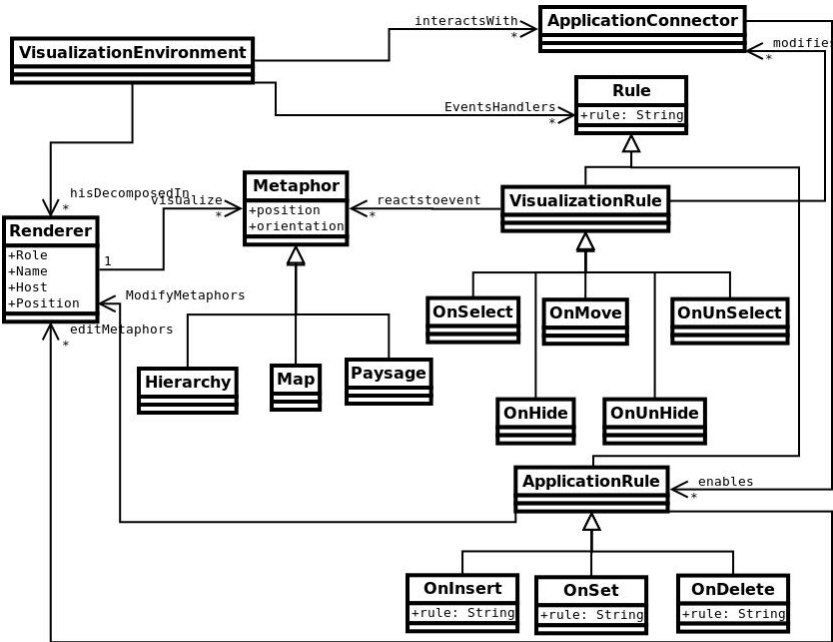 interactsWith
*
ApplicationConnector
VisualizationEnvironment
modifies
*
Rule
+rule: String
EventsHandlers
*
hisDecomposedIn
*
visualize
*
Metaphor
+position
+orientation
reactstoevent
*
VisualizationRule
Renderer
+Role
+Name
+Host
+Position
1
ModifyMetaphors
editMetaphors
*
OnSelect
OnMove
OnUnSelect
Hierarchy
Map
Paysage
OnHide
OnUnHide
ApplicationRule
enables
*
OnInsert
+rule: String
OnSet
+rule: String
OnDelete
+rule: String